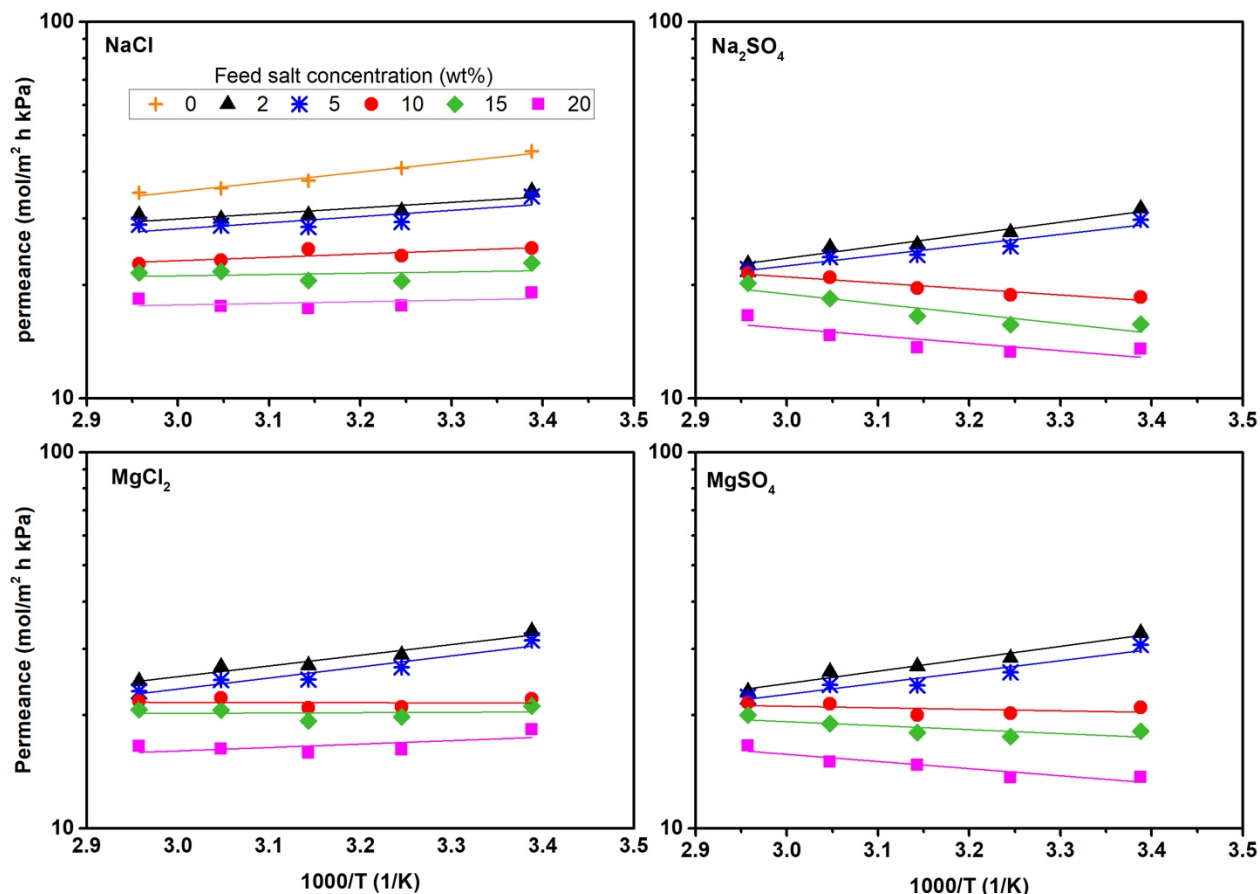 100
NaCl
Feed salt concentration (wt%)
0 2 5 10 15 20
permeance (mol/m² h kPa)
10
2.9 3.0 3.1 3.2 3.3 3.4 3.5
100
Na₂SO₄
10
2.9 3.0 3.1 3.2 3.3 3.4 3.5
100
MgCl₂
Permeance (mol/m² h kPa)
10
2.9 3.0 3.1 3.2 3.3 3.4 3.5
1000/T (1/K)
100
MgSO₄
10
2.9 3.0 3.1 3.2 3.3 3.4 3.5
1000/T (1/K)